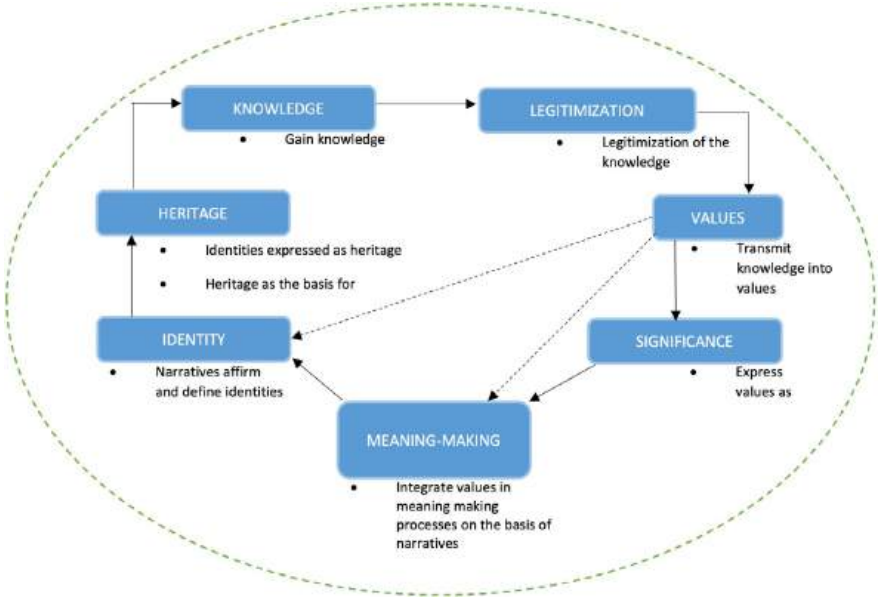 KNOWLEDGE
• Gain knowledge
LEGITIMIZATION
• Legitimization of the
knowledge
VALUES
• Transmit
knowledge into
values
SIGNIFICANCE
• Express
values as
MEANING-MAKING
• Integrate values in
meaning making
processes on the basis of
narratives
IDENTITY
• Narratives affirm
and define identities
HERITAGE
• Identities expressed as heritage
• Heritage as the basis for